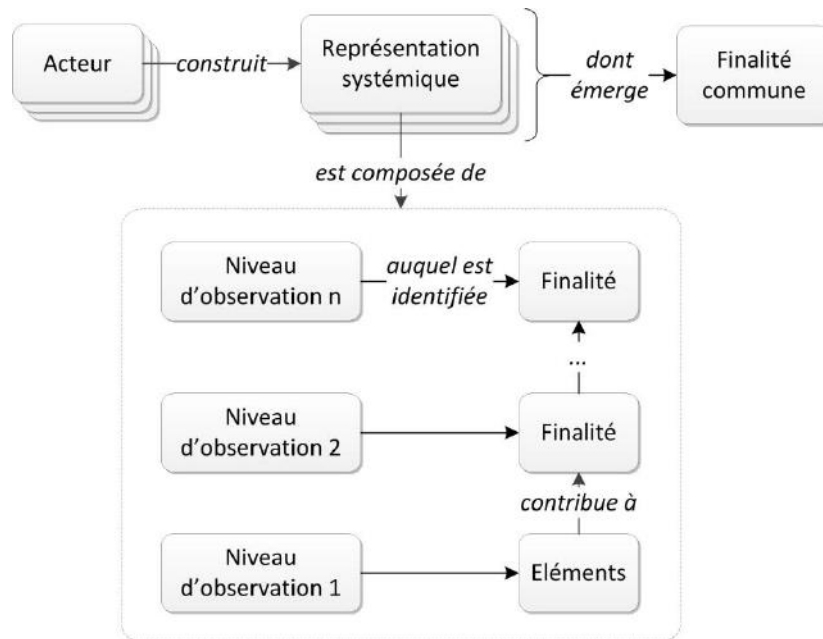 Acteur
construit
Représentation
systémique
dont
émerge
Finalité
commune
est composée de
Niveau
d'observation n
auquel est
identifiée
Finalité
...
Niveau
d'observation 2
Finalité
contribue à
Niveau
d'observation 1
Eléments